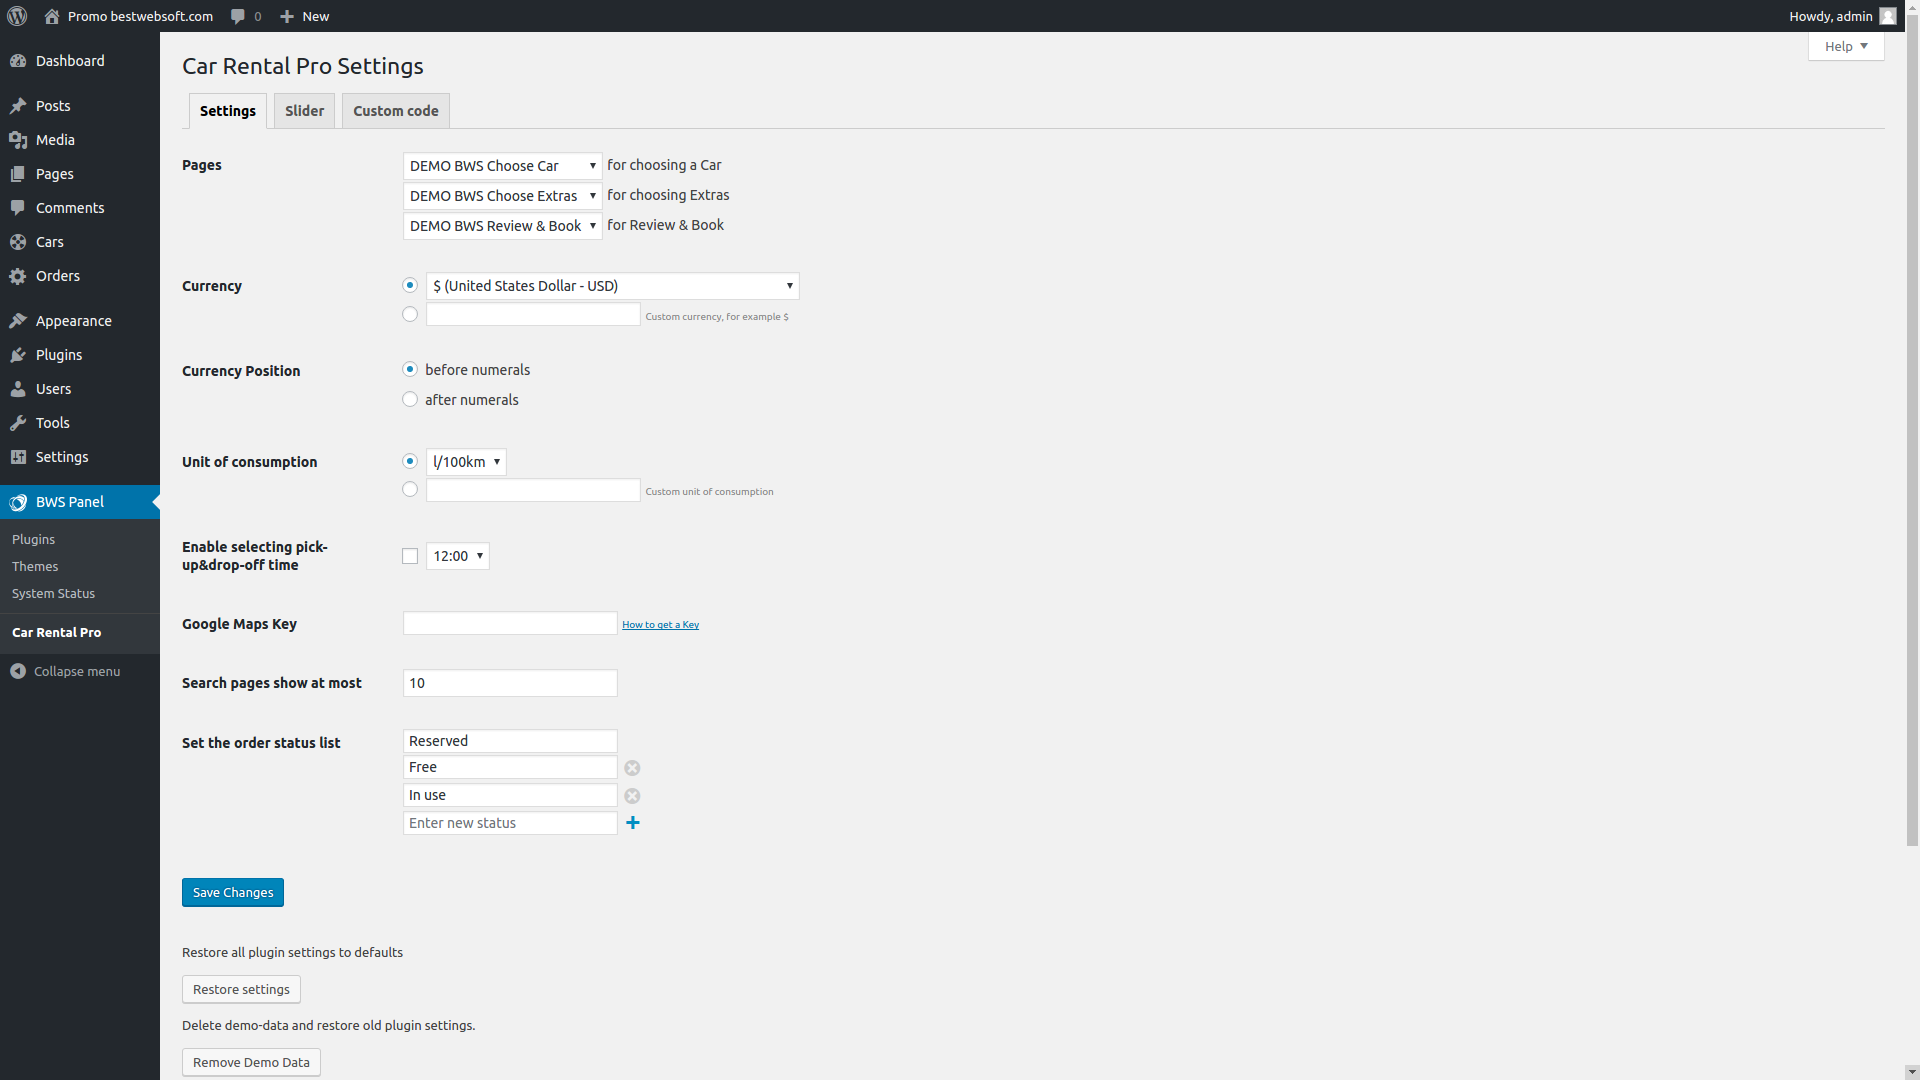 Promo bestwebsoft.com 0 New Howdy, admin
Help
Dashboard
Posts
Media
Pages
Comments
Cars
Orders
Appearance
Plugins
Users
Tools
Settings
BWS Panel
Plugins
Themes
System Status
Car Rental Pro
Collapse menu
Car Rental Pro Settings
Settings Slider Custom code
Pages DEMO BWS Choose Car for choosing a Car
DEMO BWS Choose Extras for choosing Extras
DEMO BWS Review & Book for Review & Book
Currency $ (United States Dollar - USD)
Custom currency, for example $
Currency Position before numerals
after numerals
Unit of consumption l/100km
Custom unit of consumption
Enable selecting pick-
up&drop-off time 12:00
Google Maps Key How to get a Key
Search pages show at most 10
Set the order status list Reserved
Free
In use
Enter new status
Save Changes
Restore all plugin settings to defaults
Restore settings
Delete demo-data and restore old plugin settings.
Remove Demo Data